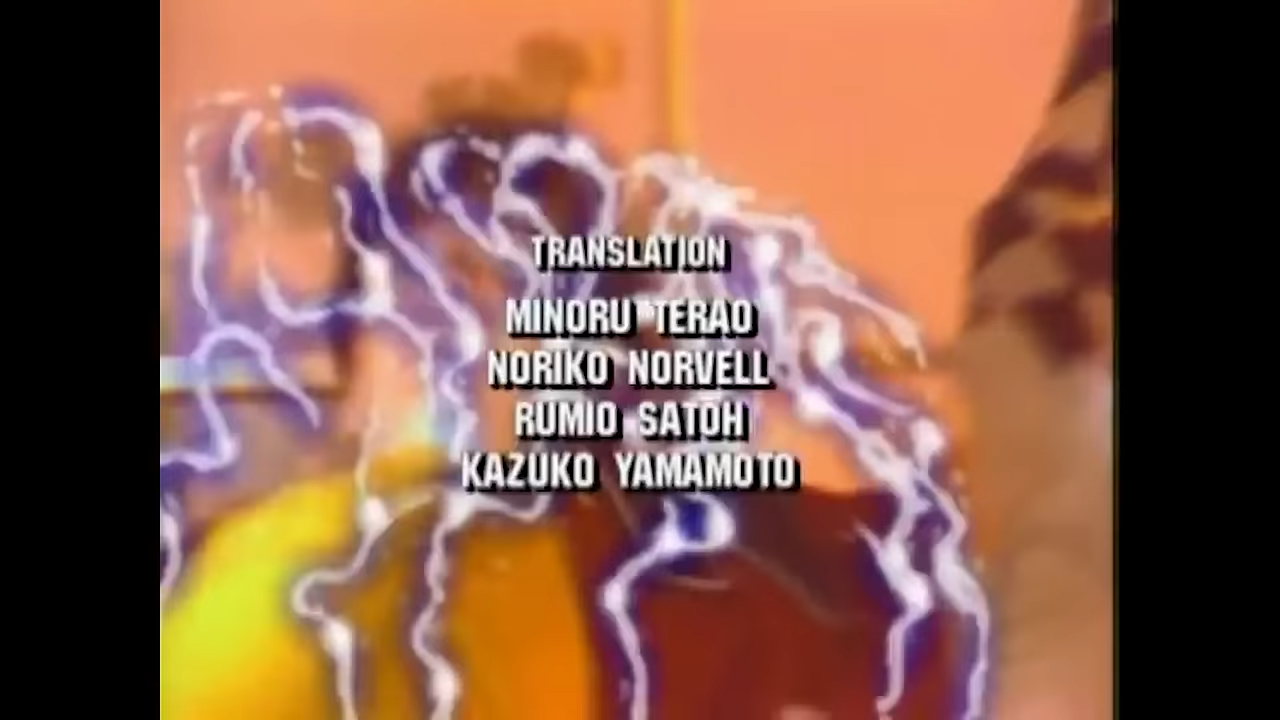 TRANSLATION
MINORU TERAO
NORIKO NORVELL
RUMIO SATOH
KAZUKO YAMAMOTO